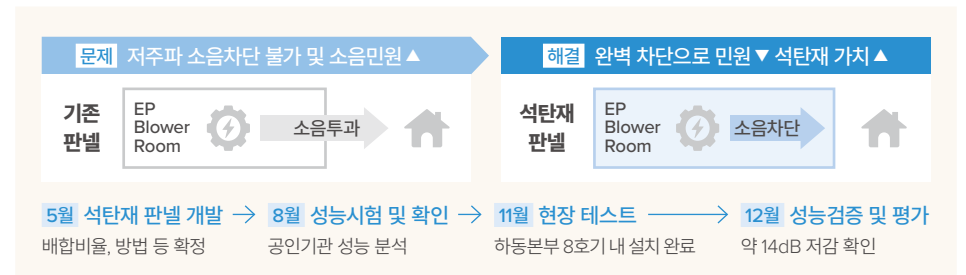 문제 저주파 소음차단 불가 및 소음민원▲
해결 완벽 차단으로 민원▼ 석탄재 가치▲
기존
판넬
EP
Blower
Room
소음투과
석탄재
판넬
EP
Blower
Room
소음차단
5월 석탄재 판넬 개발 →
배합비율, 방법 등 확정
8월 성능시험 및 확인 →
공인기관 성능 분석
11월 현장 테스트 →
하동본부 8호기 내 설치 완료
12월 성능검증 및 평가
약 14dB 저감 확인